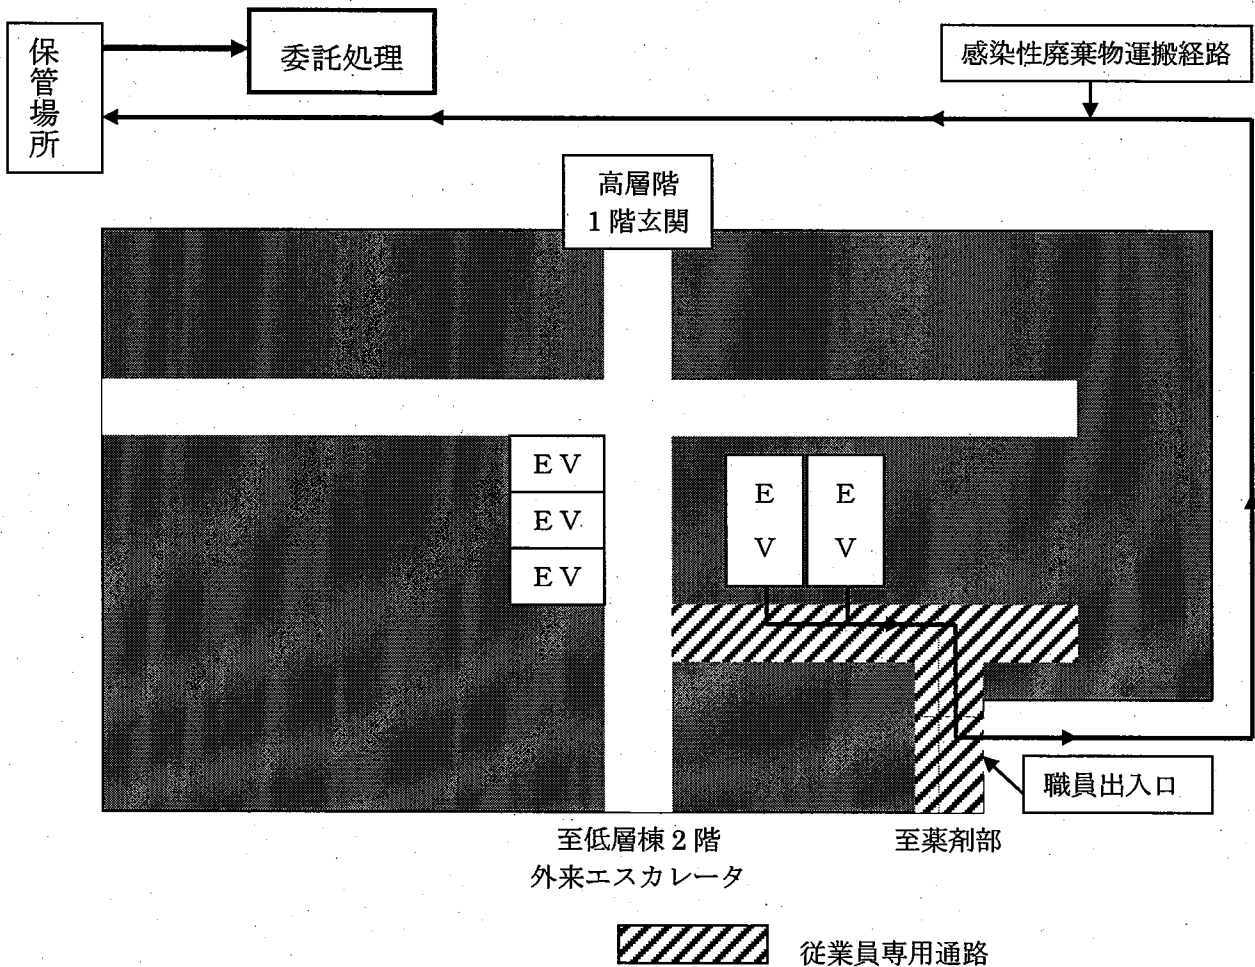 保管場所
委託処理
感染性廃棄物運搬経路
高層階
1階玄関
EV
EV
EV
EV
EV
職員出入口
至低層棟2階
外来エスカレータ
至薬剤部
従業員専用通路